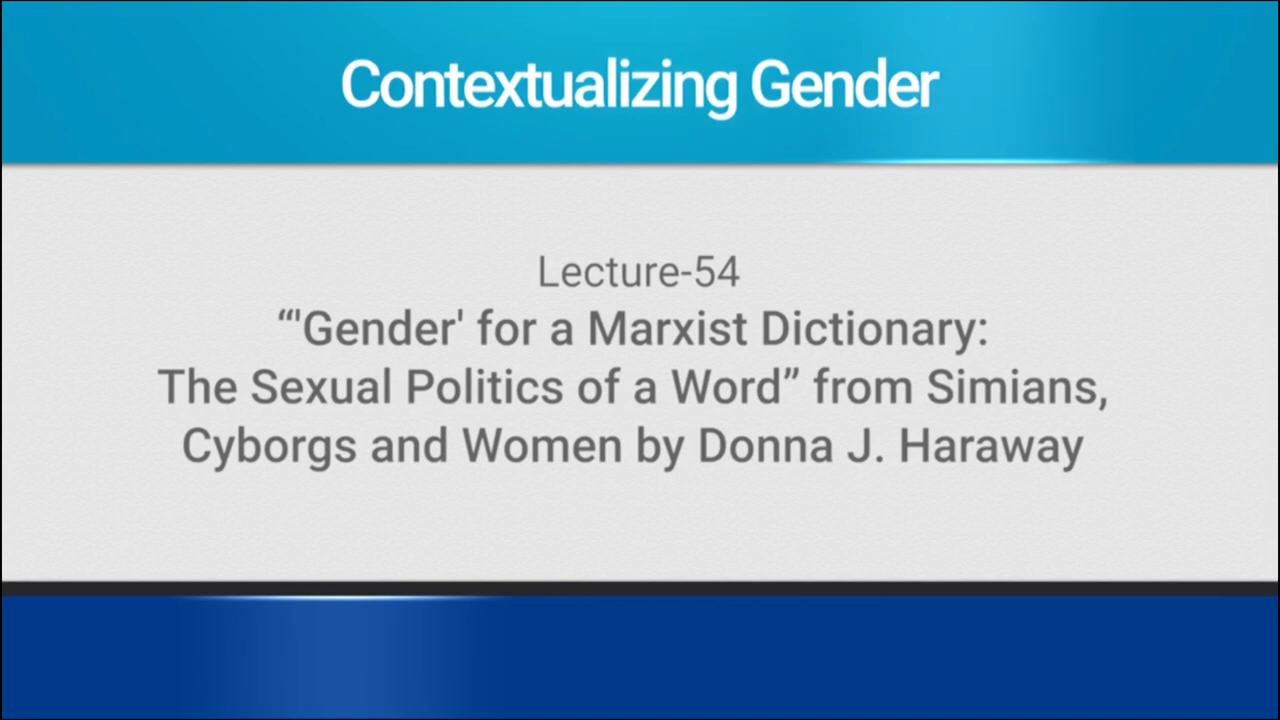 Contextualizing Gender
Lecture-54
“'Gender' for a Marxist Dictionary:
The Sexual Politics of a Word” from Simians,
Cyborgs and Women by Donna J. Haraway